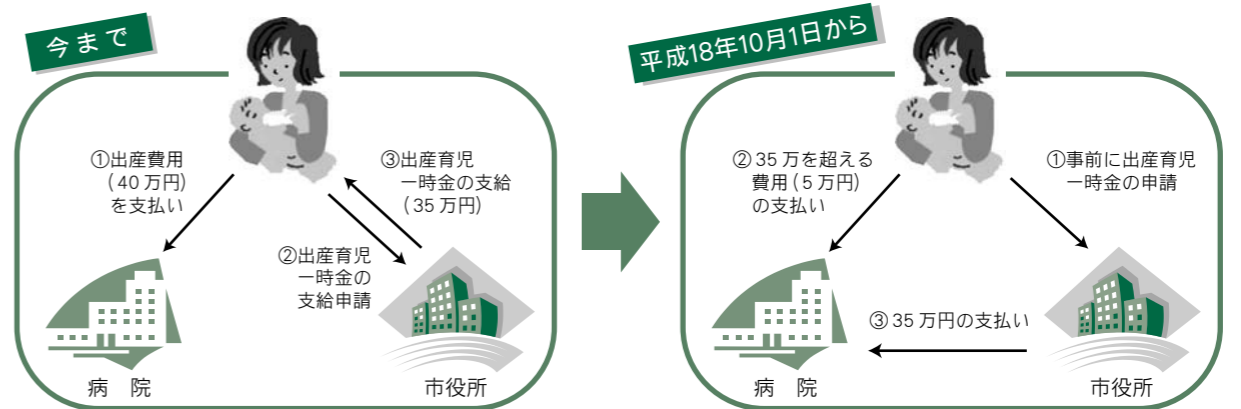 今まで
①出産費用
(40万円)
を支払い
③出産育児
一時金の支給
(35万円)
②出産育児
一時金の
支給申請
病 院
市役所
平成18年10月1日から
②35万を超える
費用(5万円)
の支払い
①事前に出産育児
一時金の申請
③35万円の支払い
病 院
市役所